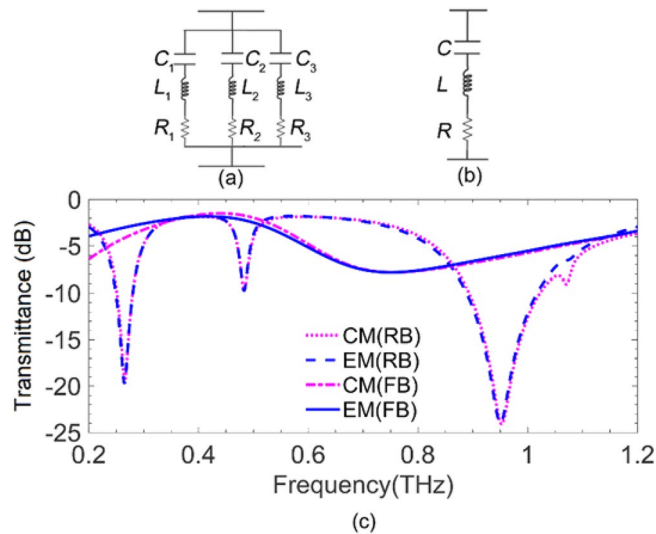 C1 C2 C3 C
L1 L2 L3 L
R1 R2 R3 R
(a) (b)
0
-5
-10
-15
-20
-25
Transmittance (dB)
CM(RB)
EM(RB)
CM(FB)
EM(FB)
0.2 0.4 0.6 0.8 1.0 1.2
Frequency(THz)
(c)